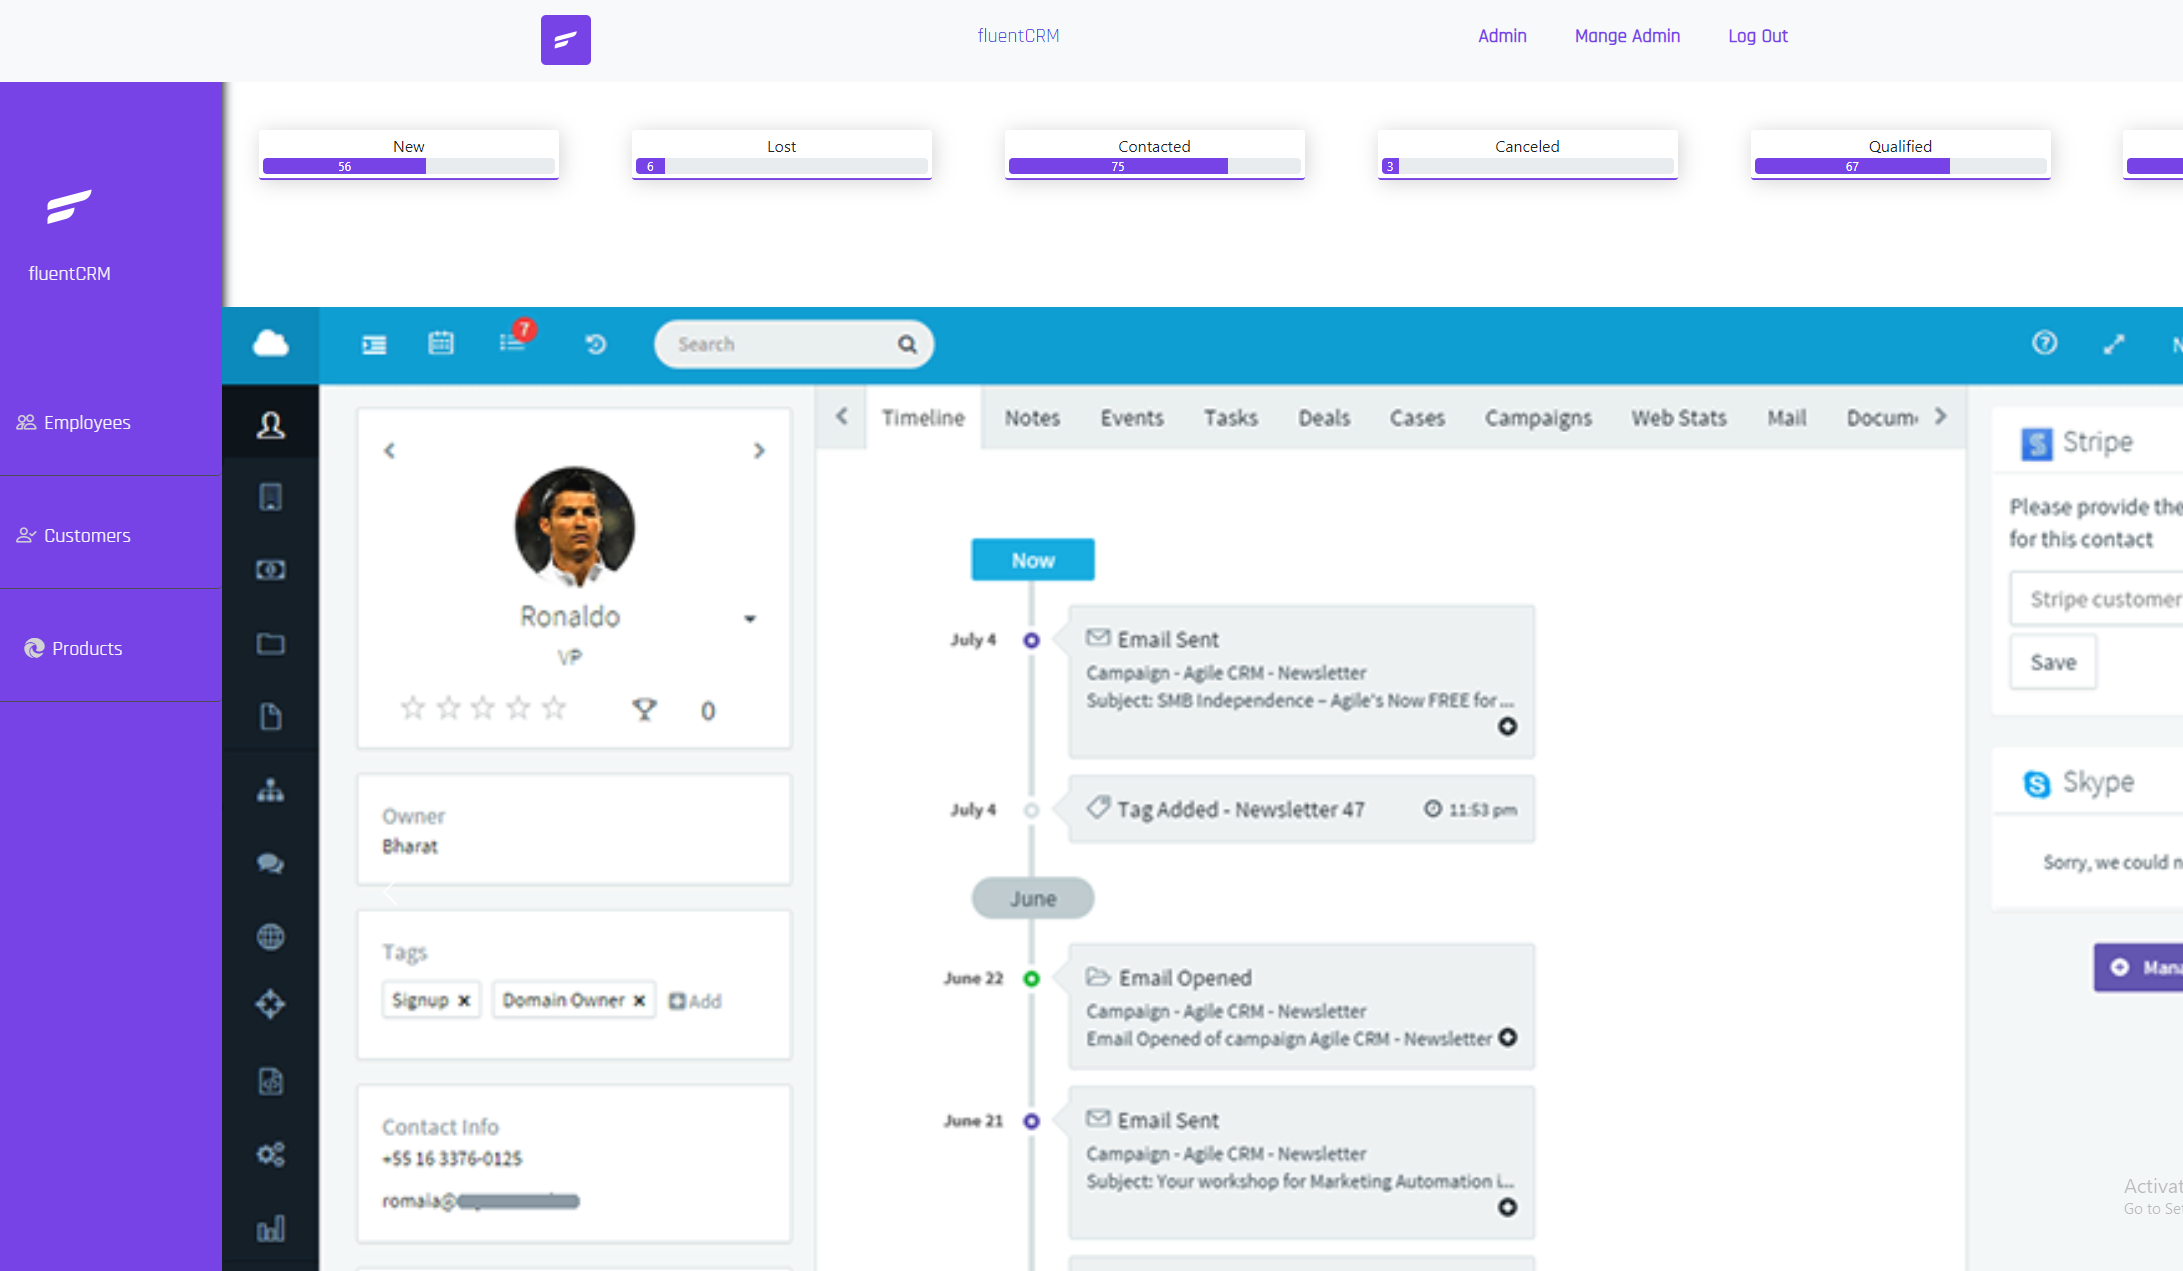 fluentCRM
Admin
Mange Admin
Log Out
fluentCRM
Employees
Customers
Products
New
56
Lost
6
Contacted
75
Canceled
3
Qualified
67
7
Search
Ronaldo
VP
0
Owner
Bharat
Tags
Signup
Domain Owner
Add
Contact Info
+55 16 3376-0125
Timeline
Notes
Events
Tasks
Deals
Cases
Campaigns
Web Stats
Mail
Now
July 4
Email Sent
Campaign - Agile CRM - Newsletter
Subject: SMB Independence – Agile's Now FREE for ...
July 4
Tag Added - Newsletter 47
11:53 pm
June
June 22
Email Opened
Campaign - Agile CRM - Newsletter
Email Opened of campaign Agile CRM - Newsletter
June 21
Email Sent
Campaign - Agile CRM - Newsletter
Subject: Your workshop for Marketing Automation i...
Stripe
Please provide the
for this contact
Stripe customer
Save
Skype
Sorry, we could n
Mana
Activat
Go to Set